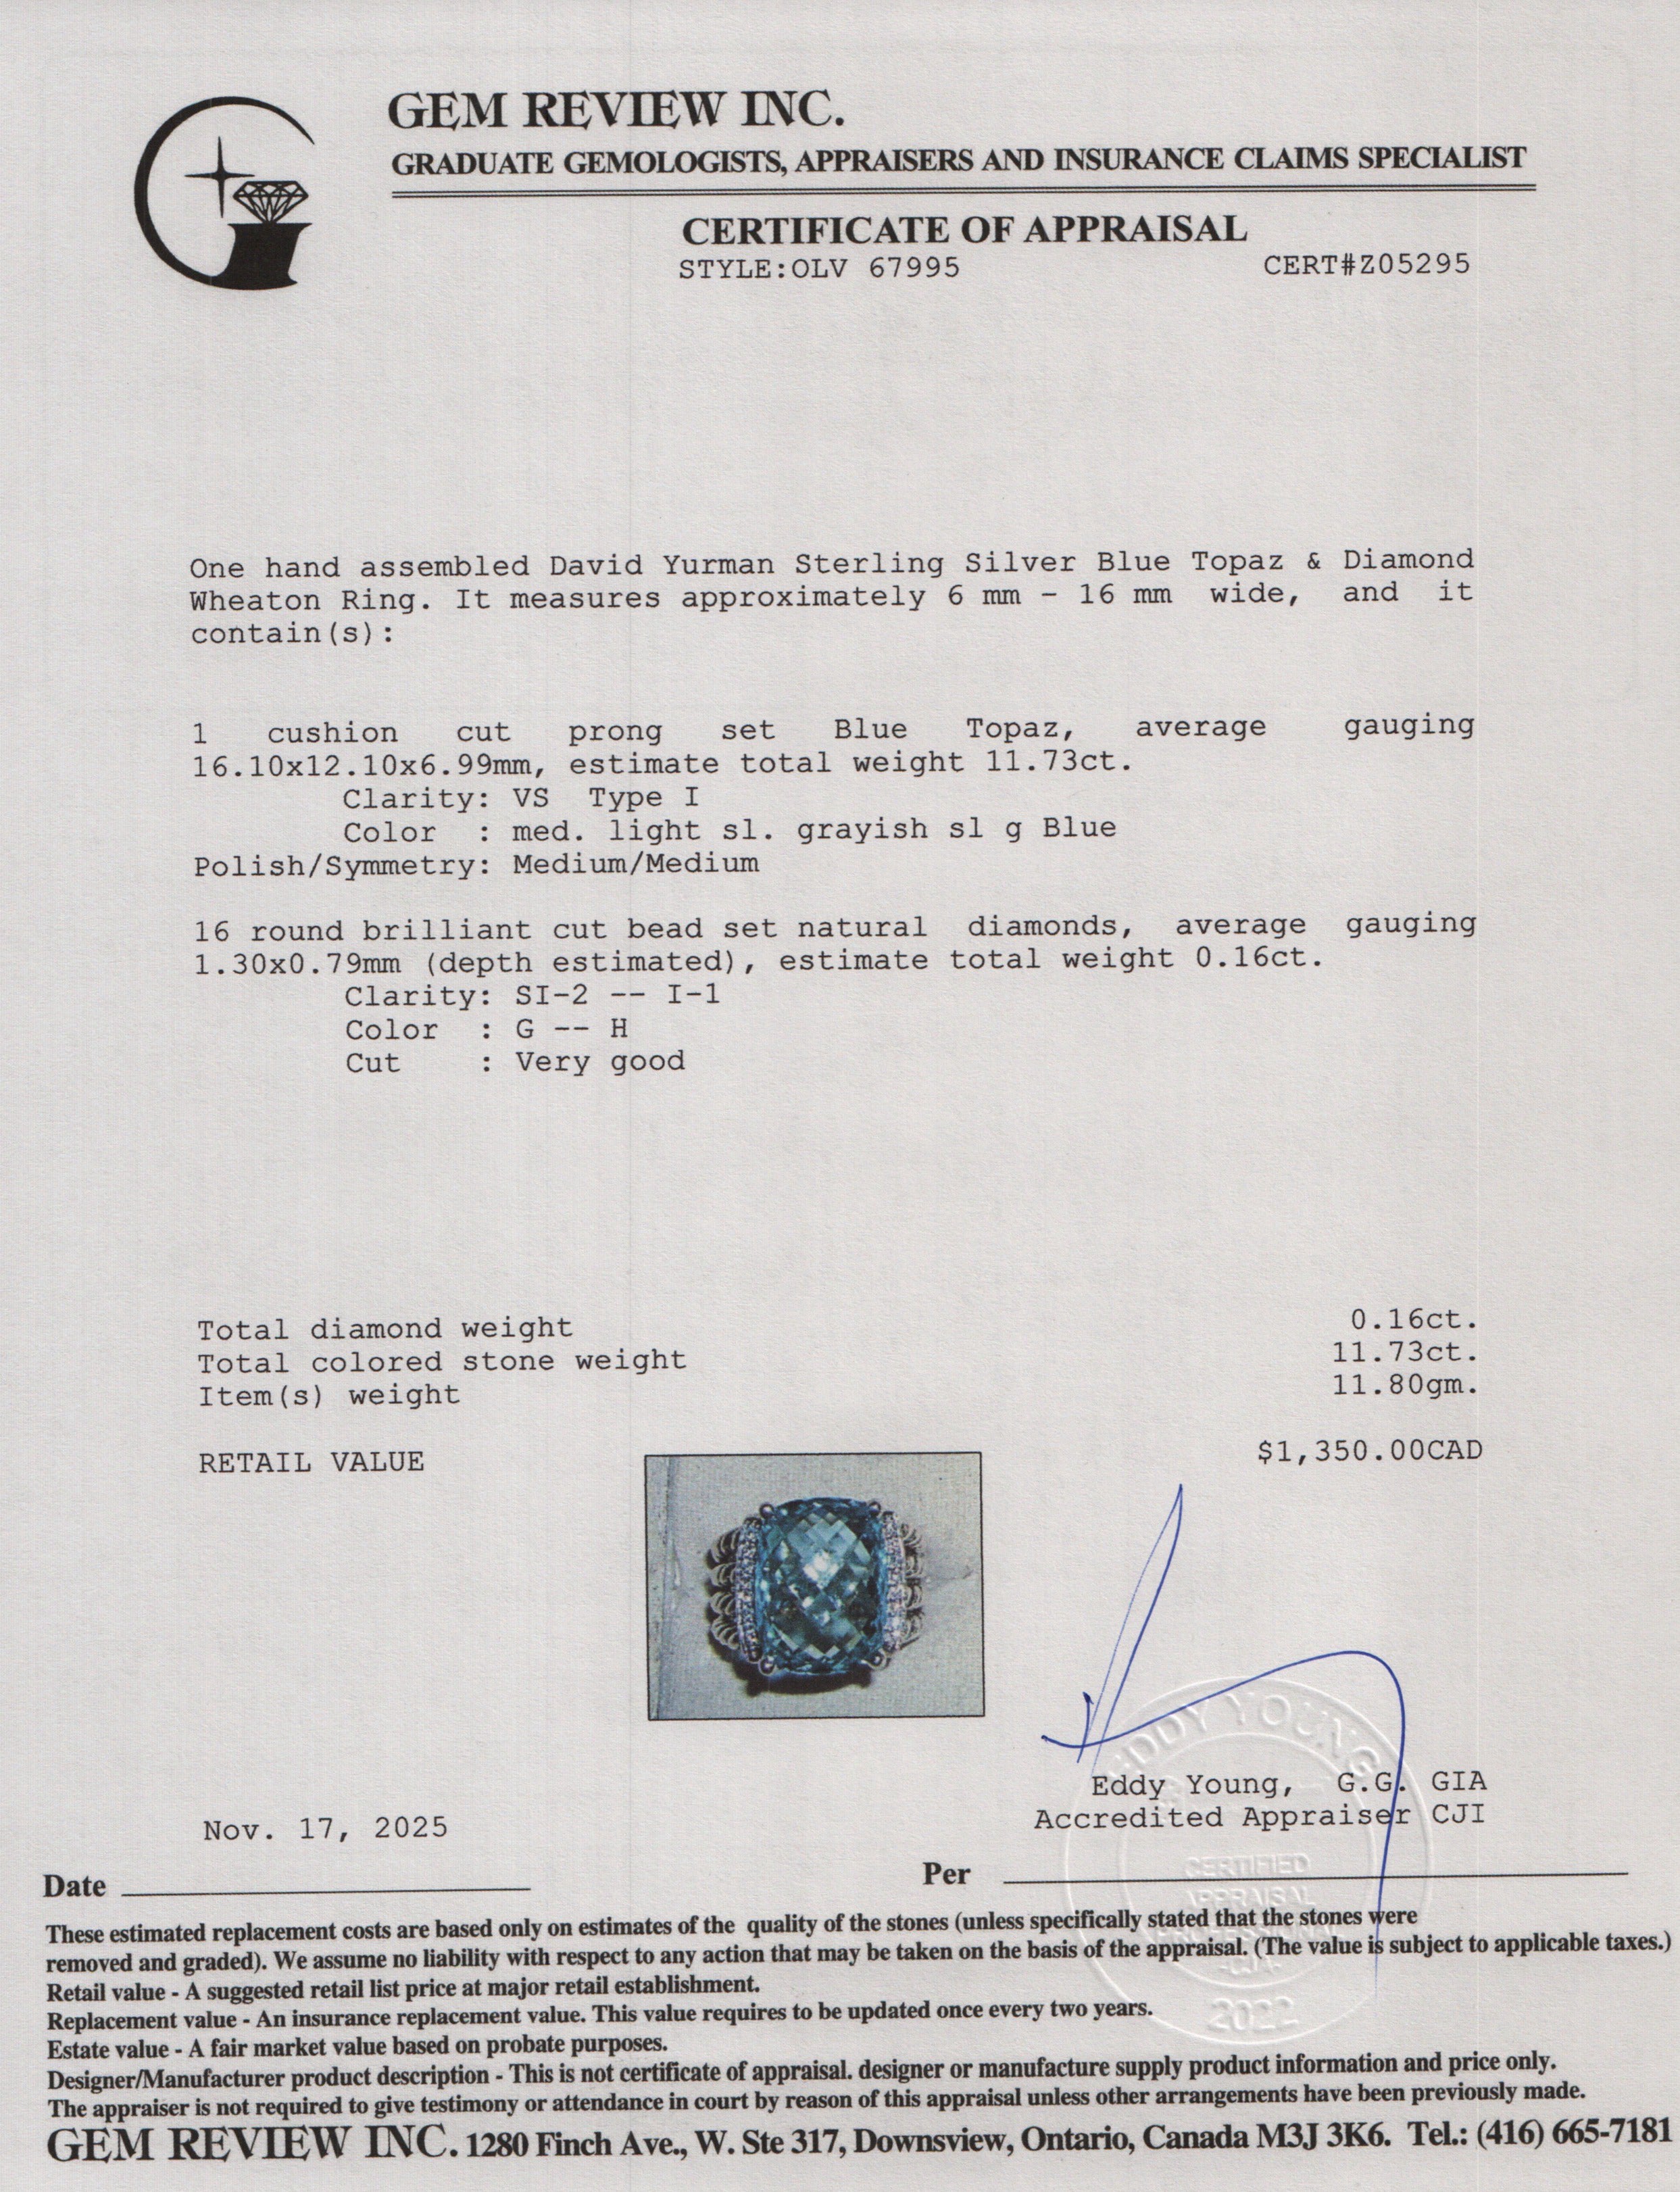 GEM REVIEW INC.
GRADUATE GEMOLOGISTS, APPRAISERS AND INSURANCE CLAIMS SPECIALIST
CERTIFICATE OF APPRAISAL
STYLE:OLV 67995 CERT#Z05295
One hand assembled David Yurman Sterling Silver Blue Topaz & Diamond
Wheaton Ring. It measures approximately 6 mm - 16 mm wide, and it
contain(s):
1 cushion cut prong set Blue Topaz, average gauging
16.10x12.10x6.99mm, estimate total weight 11.73ct.
Clarity: VS Type I
Color : med. light sl. grayish sl g Blue
Polish/Symmetry: Medium/Medium
16 round brilliant cut bead set natural diamonds, average gauging
1.30x0.79mm (depth estimated), estimate total weight 0.16ct.
Clarity: SI-2 -- I-1
Color : G -- H
Cut : Very good
Total diamond weight 0.16ct.
Total colored stone weight 11.73ct.
Item(s) weight 11.80gm.
RETAIL VALUE $1,350.00CAD
EDDY YOUNG
Eddy Young, G.G. GIA
Accredited Appraiser CJI
Nov. 17, 2025
CERTIFIED
APPRAISAL
PROFESSIONAL
2022
Date Per
These estimated replacement costs are based only on estimates of the quality of the stones (unless specifically stated that the stones were
removed and graded). We assume no liability with respect to any action that may be taken on the basis of the appraisal. (The value is subject to applicable taxes.)
Retail value - A suggested retail list price at major retail establishment.
Replacement value - An insurance replacement value. This value requires to be updated once every two years.
Estate value - A fair market value based on probate purposes.
Designer/Manufacturer product description - This is not certificate of appraisal. designer or manufacture supply product information and price only.
The appraiser is not required to give testimony or attendance in court by reason of this appraisal unless other arrangements have been previously made.
GEM REVIEW INC. 1280 Finch Ave., W. Ste 317, Downsview, Ontario, Canada M3J 3K6. Tel.: (416) 665-7181